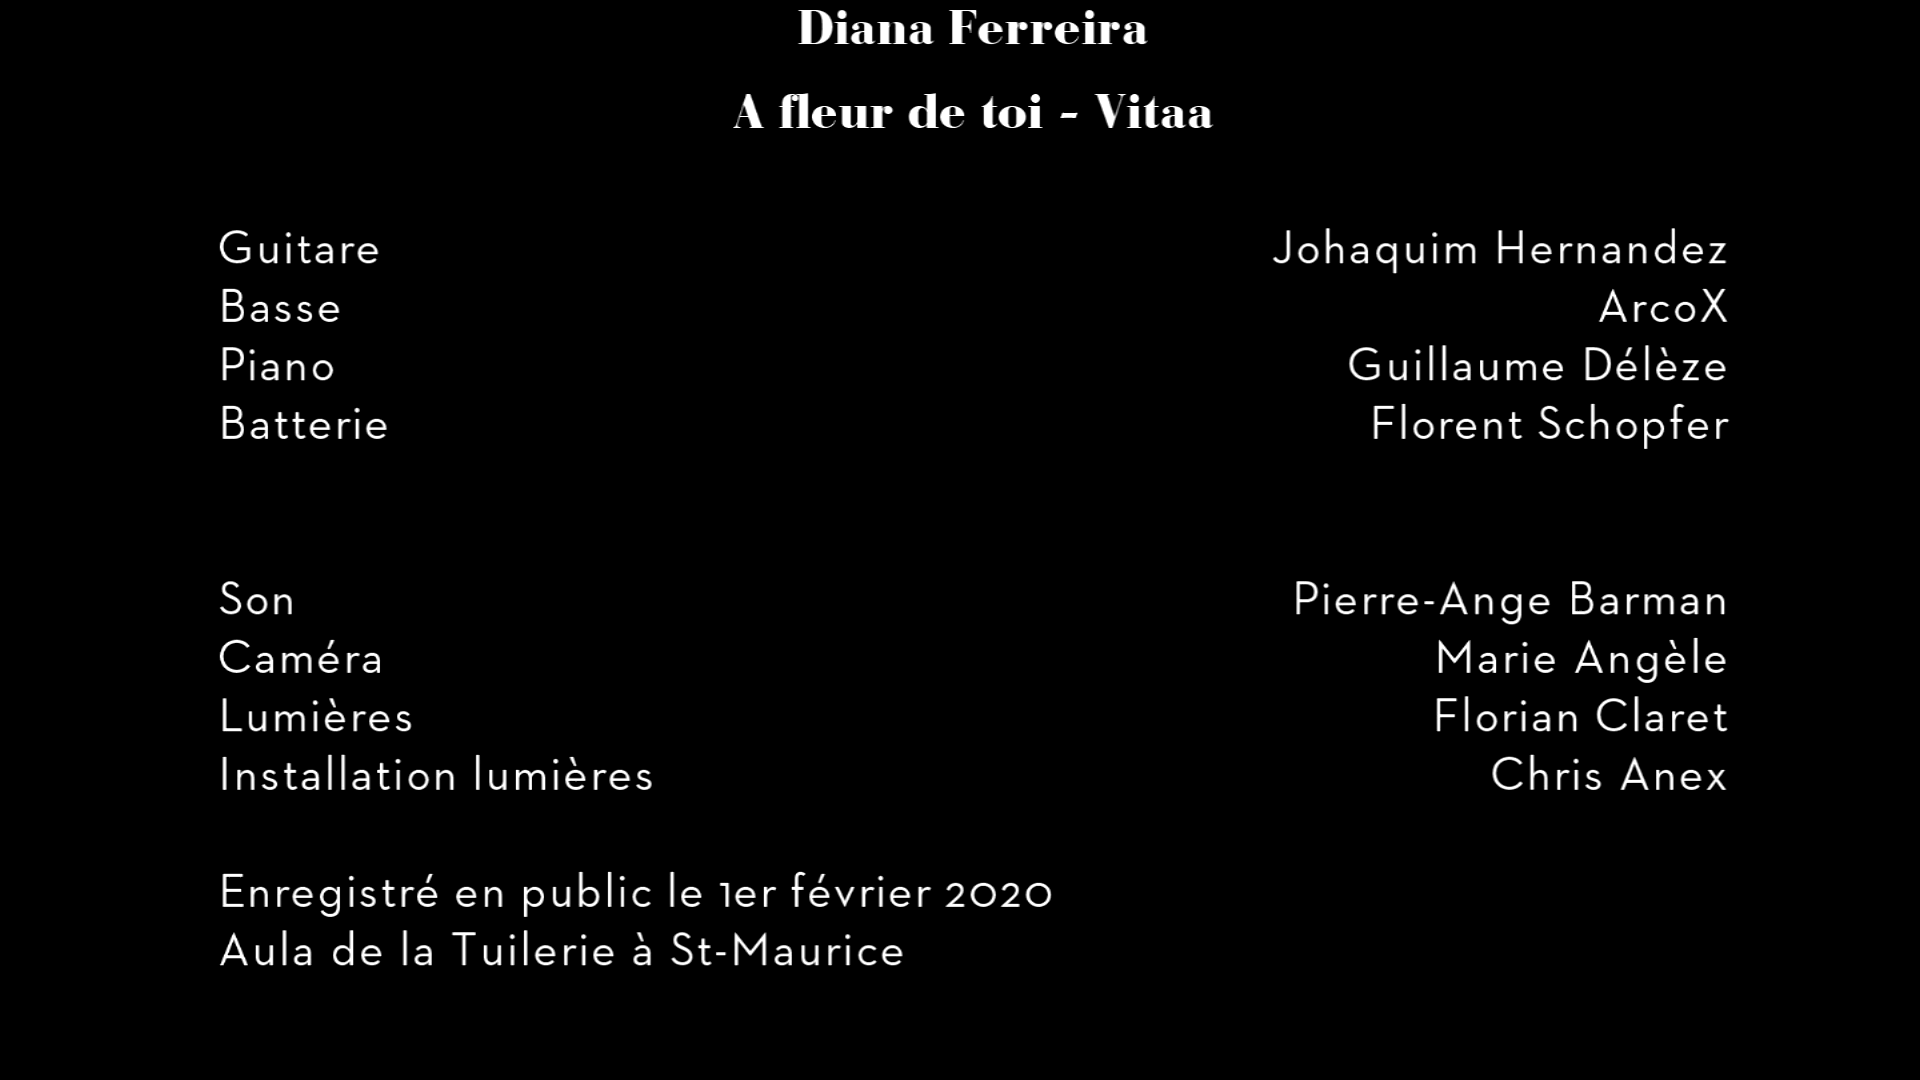 Diana Ferreira
A fleur de toi - Vitaa
Guitare Johaquim Hernandez
Basse ArcoX
Piano Guillaume Délèze
Batterie Florent Schopfer
Son Pierre-Ange Barman
Caméra Marie Angèle
Lumières Florian Claret
Installation lumières Chris Anex
Enregistré en public le 1er février 2020
Aula de la Tuilerie à St-Maurice